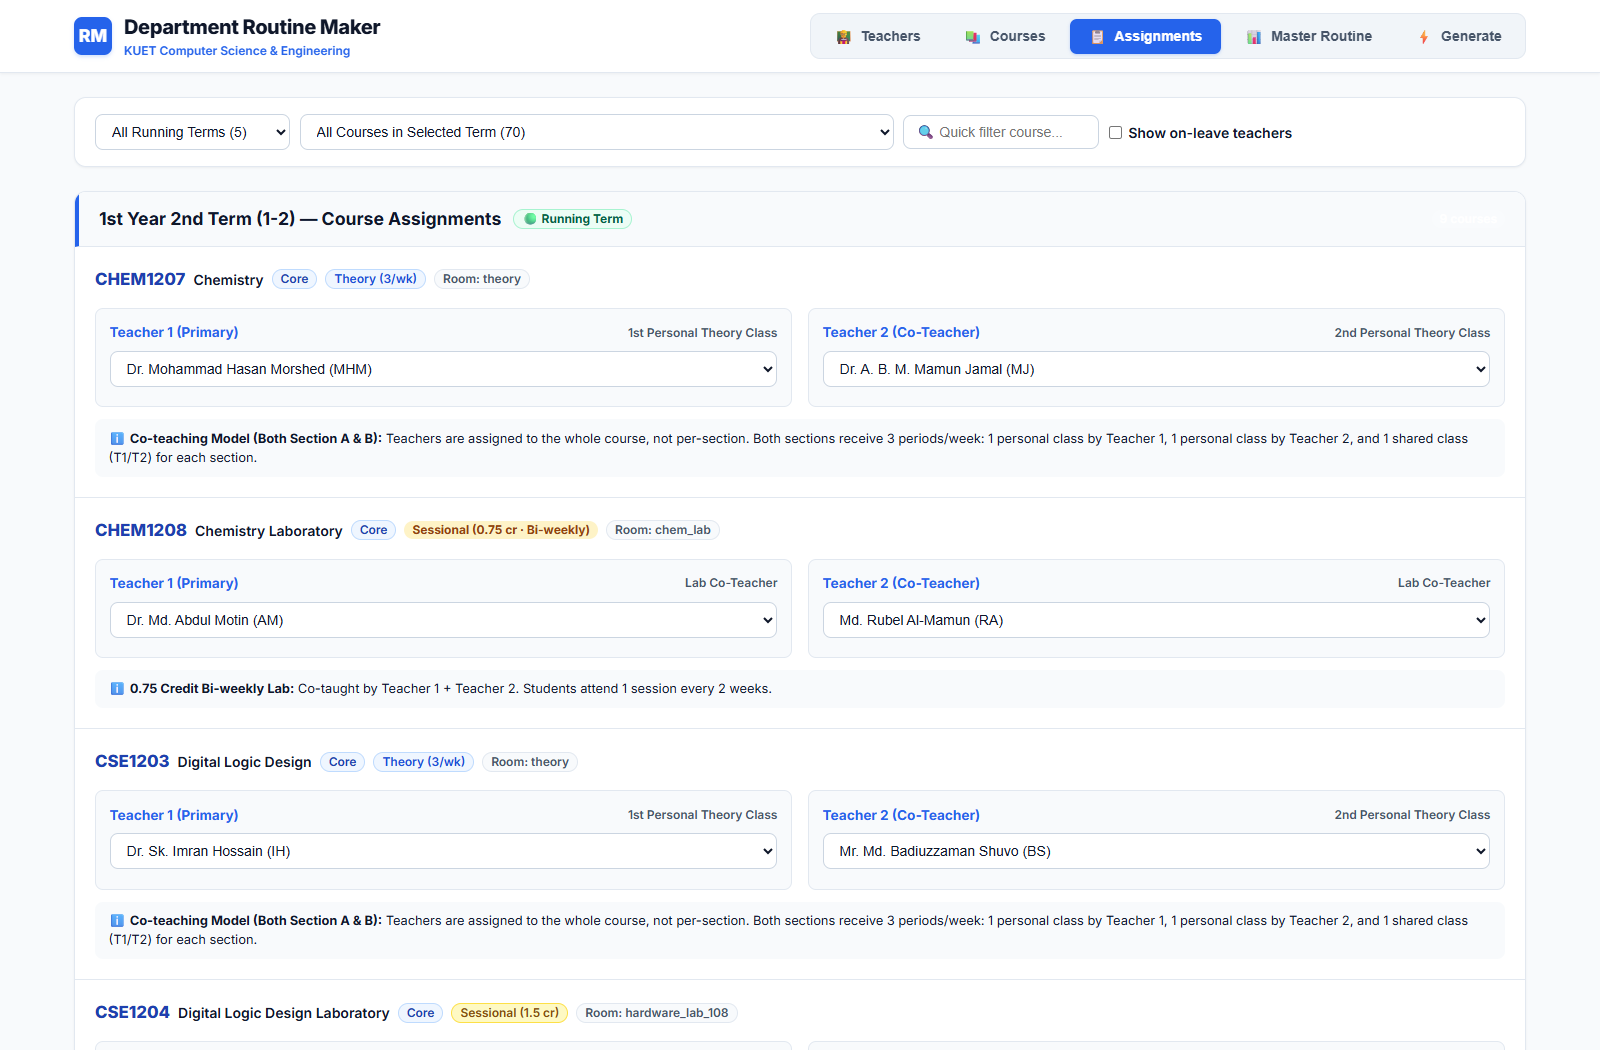 RM
Department Routine Maker
KUET Computer Science & Engineering
Teachers
Courses
Assignments
Master Routine
Generate
All Running Terms (5)
All Courses in Selected Term (70)
Quick filter course...
Show on-leave teachers
1st Year 2nd Term (1-2) — Course Assignments
Running Term
CHEM1207 Chemistry Core Theory (3/wk) Room: theory
Teacher 1 (Primary) 1st Personal Theory Class
Dr. Mohammad Hasan Morshed (MHM)
Teacher 2 (Co-Teacher) 2nd Personal Theory Class
Dr. A. B. M. Mamun Jamal (MJ)
Co-teaching Model (Both Section A & B): Teachers are assigned to the whole course, not per-section. Both sections receive 3 periods/week: 1 personal class by Teacher 1, 1 personal class by Teacher 2, and 1 shared class
(T1/T2) for each section.
CHEM1208 Chemistry Laboratory Core Sessional (0.75 cr · Bi-weekly) Room: chem_lab
Teacher 1 (Primary) Lab Co-Teacher
Dr. Md. Abdul Motin (AM)
Teacher 2 (Co-Teacher) Lab Co-Teacher
Md. Rubel Al-Mamun (RA)
0.75 Credit Bi-weekly Lab: Co-taught by Teacher 1 + Teacher 2. Students attend 1 session every 2 weeks.
CSE1203 Digital Logic Design Core Theory (3/wk) Room: theory
Teacher 1 (Primary) 1st Personal Theory Class
Dr. Sk. Imran Hossain (IH)
Teacher 2 (Co-Teacher) 2nd Personal Theory Class
Mr. Md. Badiuzzaman Shuvo (BS)
Co-teaching Model (Both Section A & B): Teachers are assigned to the whole course, not per-section. Both sections receive 3 periods/week: 1 personal class by Teacher 1, 1 personal class by Teacher 2, and 1 shared class
(T1/T2) for each section.
CSE1204 Digital Logic Design Laboratory Core Sessional (1.5 cr) Room: hardware_lab_108